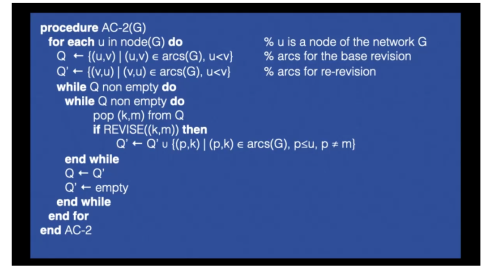 procedure AC-2(G)
for each u in node(G) do % u is a node of the network G
Q ← {(u,v) | (u,v) ∈ arcs(G), u<v} % arcs for the base revision
Q' ← {(v,u) | (v,u) ∈ arcs(G), u<v} % arcs for re-revision
while Q non empty do
while Q non empty do
pop (k,m) from Q
if REVISE((k,m)) then
Q' ← Q' ∪ {(p,k) | (p,k) ∈ arcs(G), p≤u, p ≠ m}
end while
Q ← Q'
Q' ← empty
end while
end for
end AC-2